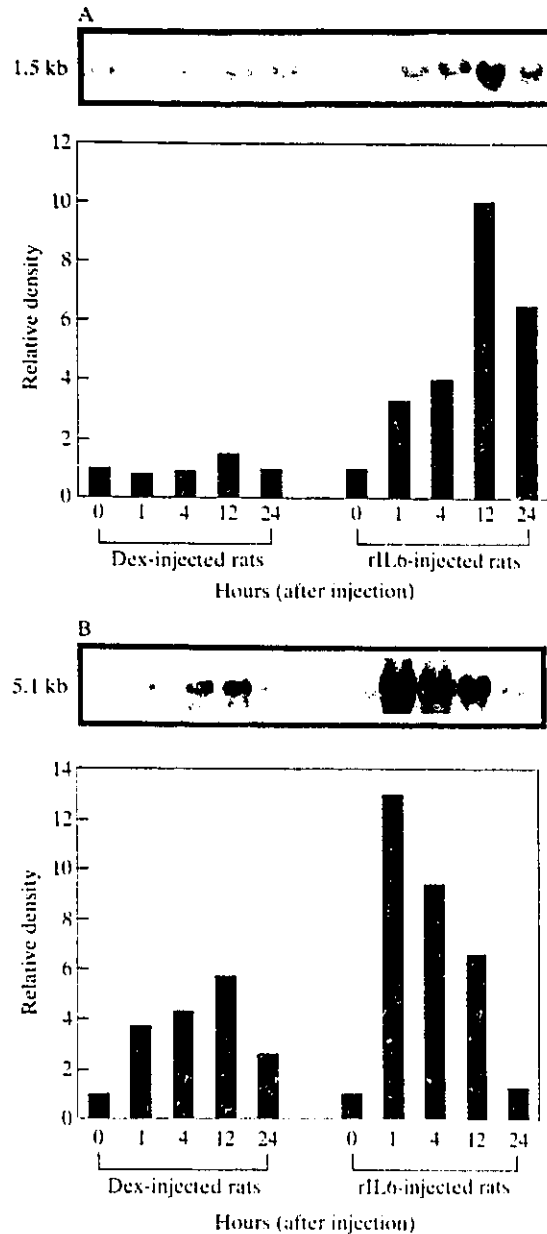 A
1.5 kb
12
10
8
6
4
2
0
Relative density
0 1 4 12 24 0 1 4 12 24
Dex-injected rats rIL6-injected rats
Hours (after injection)
B
5.1 kb
14
12
10
8
6
4
2
0
Relative density
0 1 4 12 24 0 1 4 12 24
Dex-injected rats rIL6-injected rats
Hours (after injection)